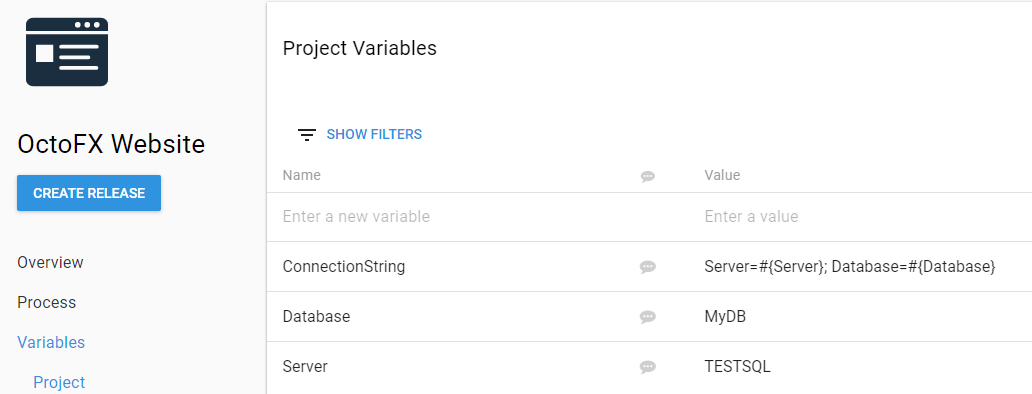 OctoFX Website
CREATE RELEASE
Overview
Process
Variables
Project
Project Variables
SHOW FILTERS
Name Value
Enter a new variable Enter a value
ConnectionString Server=#{Server}; Database=#{Database}
Database MyDB
Server TESTSQL